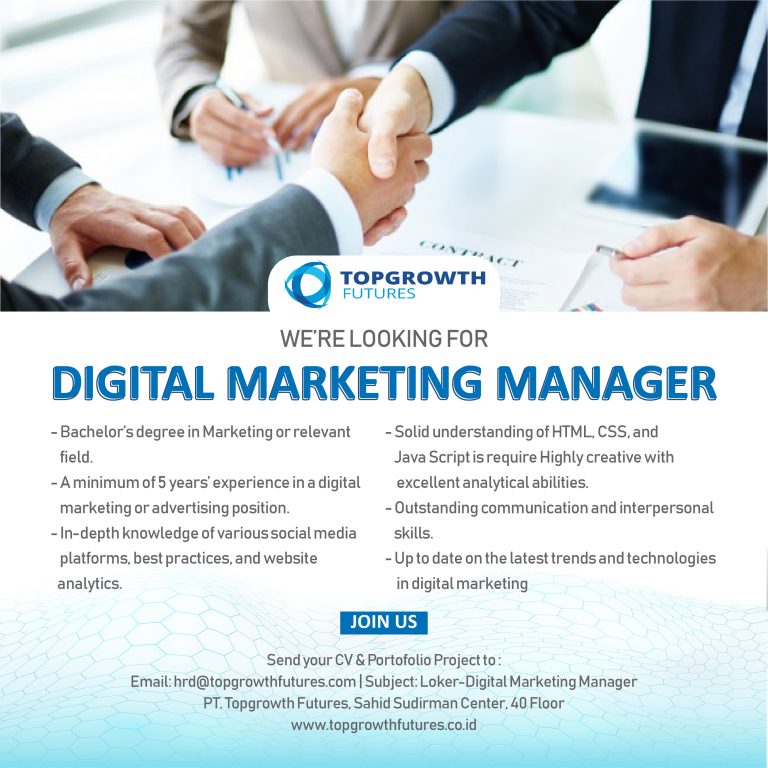 CONTRACT
TOPGROWTH
FUTURES
WE'RE LOOKING FOR
DIGITAL MARKETING MANAGER
- Bachelor's degree in Marketing or relevant
field.
- A minimum of 5 years' experience in a digital
marketing or advertising position.
- In-depth knowledge of various social media
platforms, best practices, and website
analytics.
- Solid understanding of HTML, CSS, and
Java Script is require Highly creative with
excellent analytical abilities.
- Outstanding communication and interpersonal
skills.
- Up to date on the latest trends and technologies
in digital marketing
JOIN US
Send your CV & Portofolio Project to :
Email: hrd@topgrowthfutures.com | Subject: Loker-Digital Marketing Manager
PT. Topgrowth Futures, Sahid Sudirman Center, 40 Floor
www.topgrowthfutures.co.id